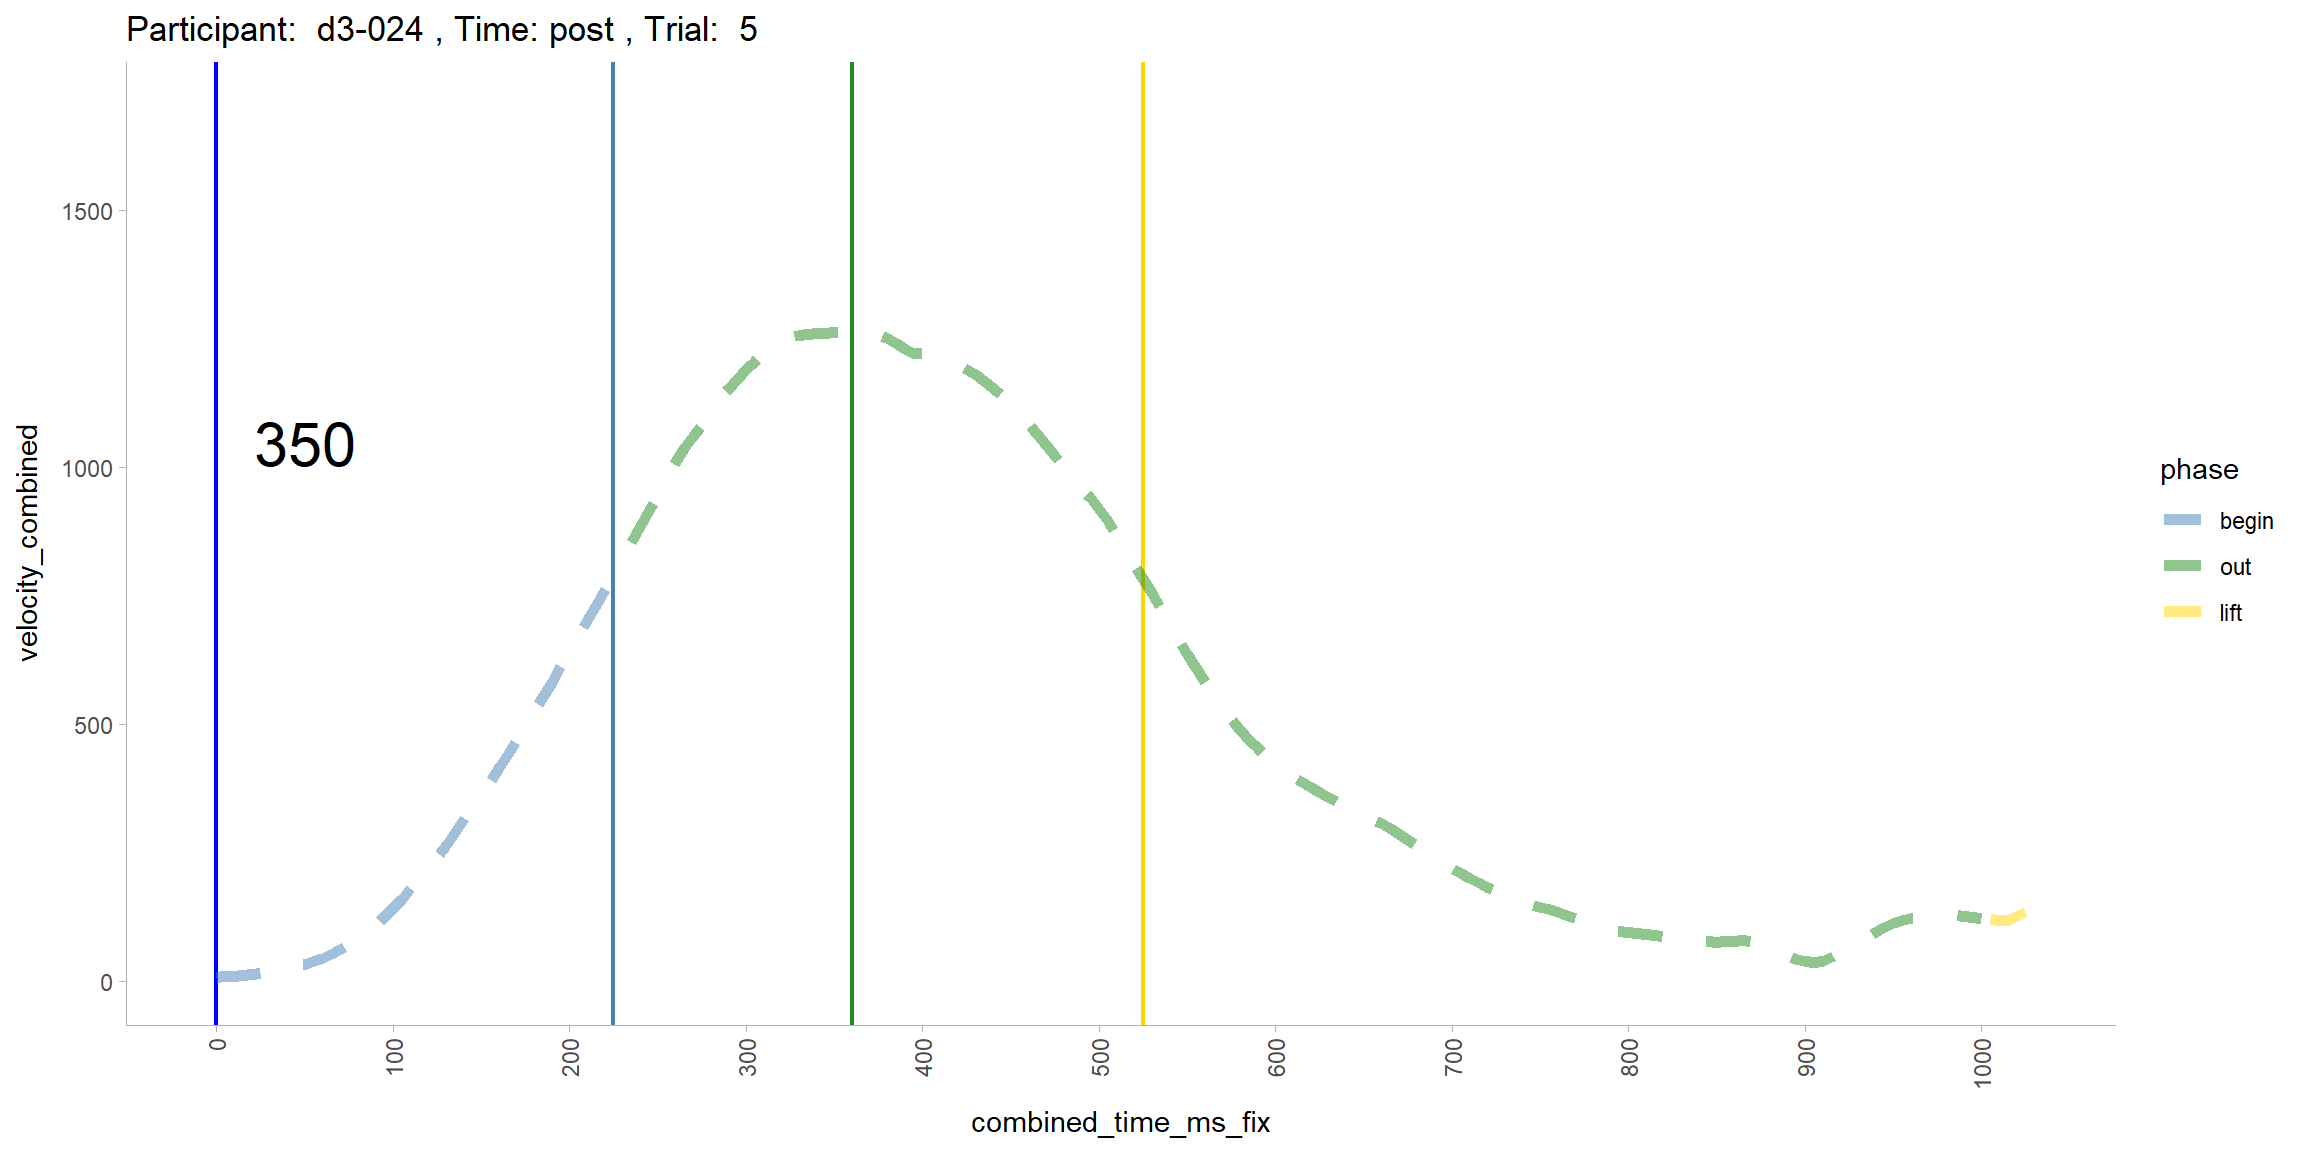 Participant:  d3-024 , Time: post , Trial:  5
velocity_combined
1500
1000
500
0
350
0
100
200
300
400
500
600
700
800
900
1000
combined_time_ms_fix
phase
begin
out
lift